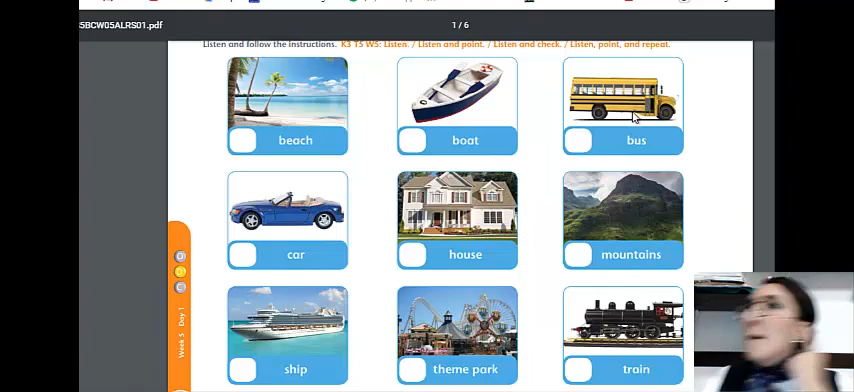 5BCW05ALRS01.pdf
1 / 6
Listen and follow the instructions. K3 T5 W5: Listen. / Listen and point. / Listen and check. / Listen, point, and repeat.
beach
boat
bus
car
house
mountains
ship
theme park
train
Week 5 Day 1